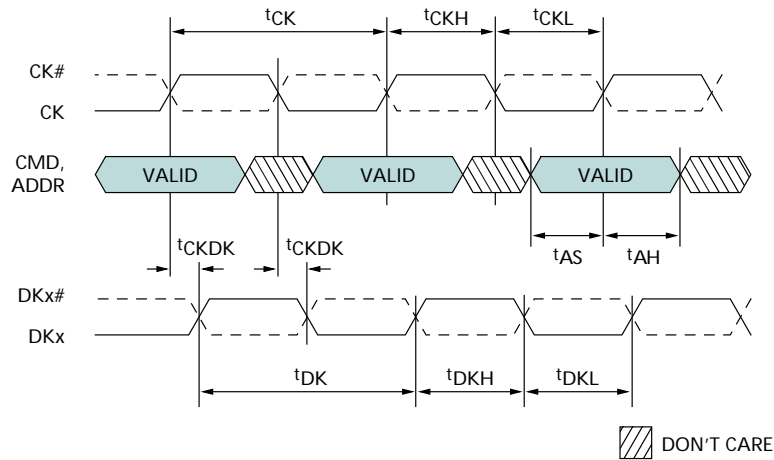 tCK
tCKH
tCKL
CK#
CK
CMD,
ADDR
VALID
VALID
VALID
tCKDK
tCKDK
tAS
tAH
DKx#
DKx
tDK
tDKH
tDKL
DON'T CARE